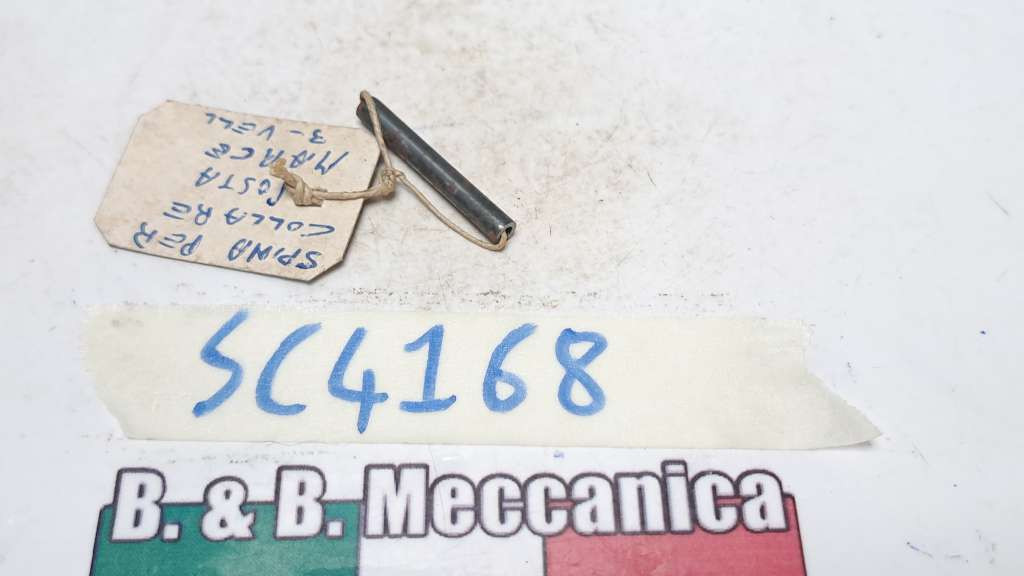 SPINA PER
COLLARE
POSTA
MARCE
3-VELL
SC4168
B. & B. Meccanica